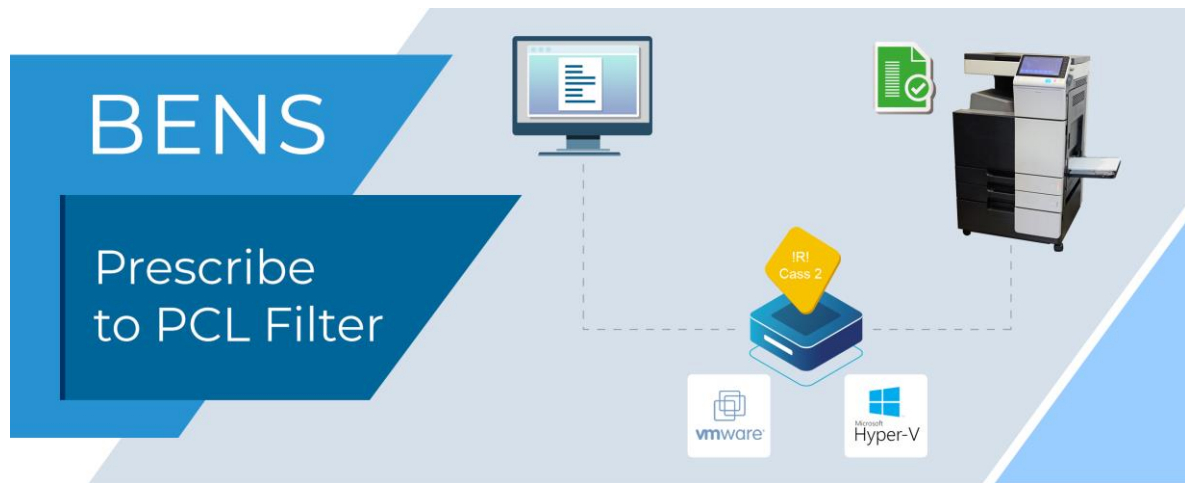 BENS
Prescribe
to PCL Filter
!R!
Cass 2
vmware
Microsoft
Hyper-V